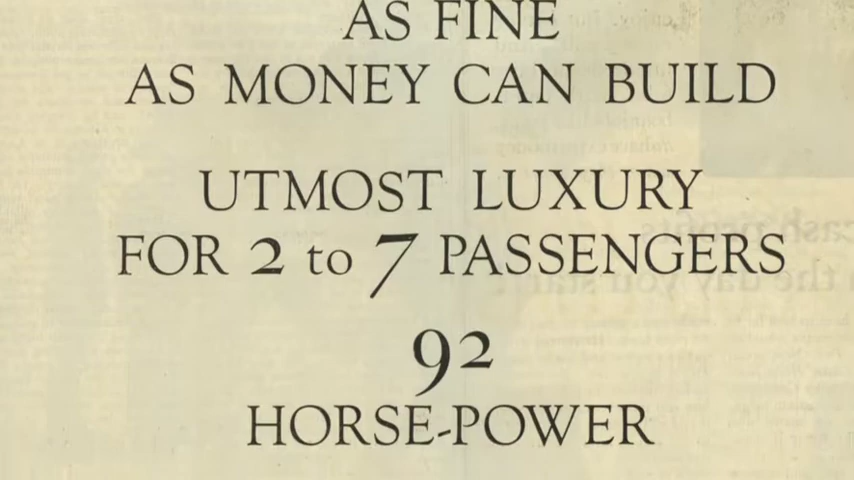 AS FINE
AS MONEY CAN BUILD
UTMOST LUXURY
FOR 2 to 7 PASSENGERS
92
HORSE-POWER